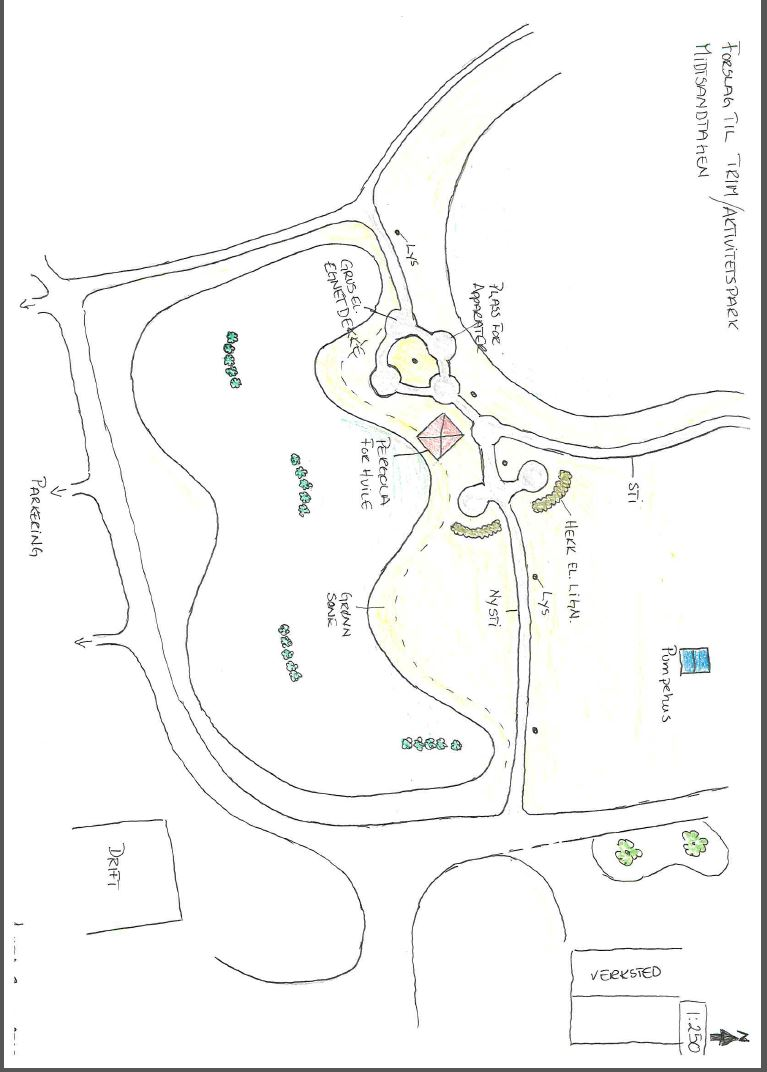 FORSLAG TIL TRIM/AKTIVITETSPARK
MIDTSANDTAHEN
LYS
PLASS FOR
APPARATER
GRUS EL.
EGNET DEKKE
PERGOLA
FOR HVILE
STI
HEKK EL. LIGN.
LYS
NY STI
GRØNN
SONE
Pumpehus
PARKERING
DRIFT
VERKSTED
1:250
N